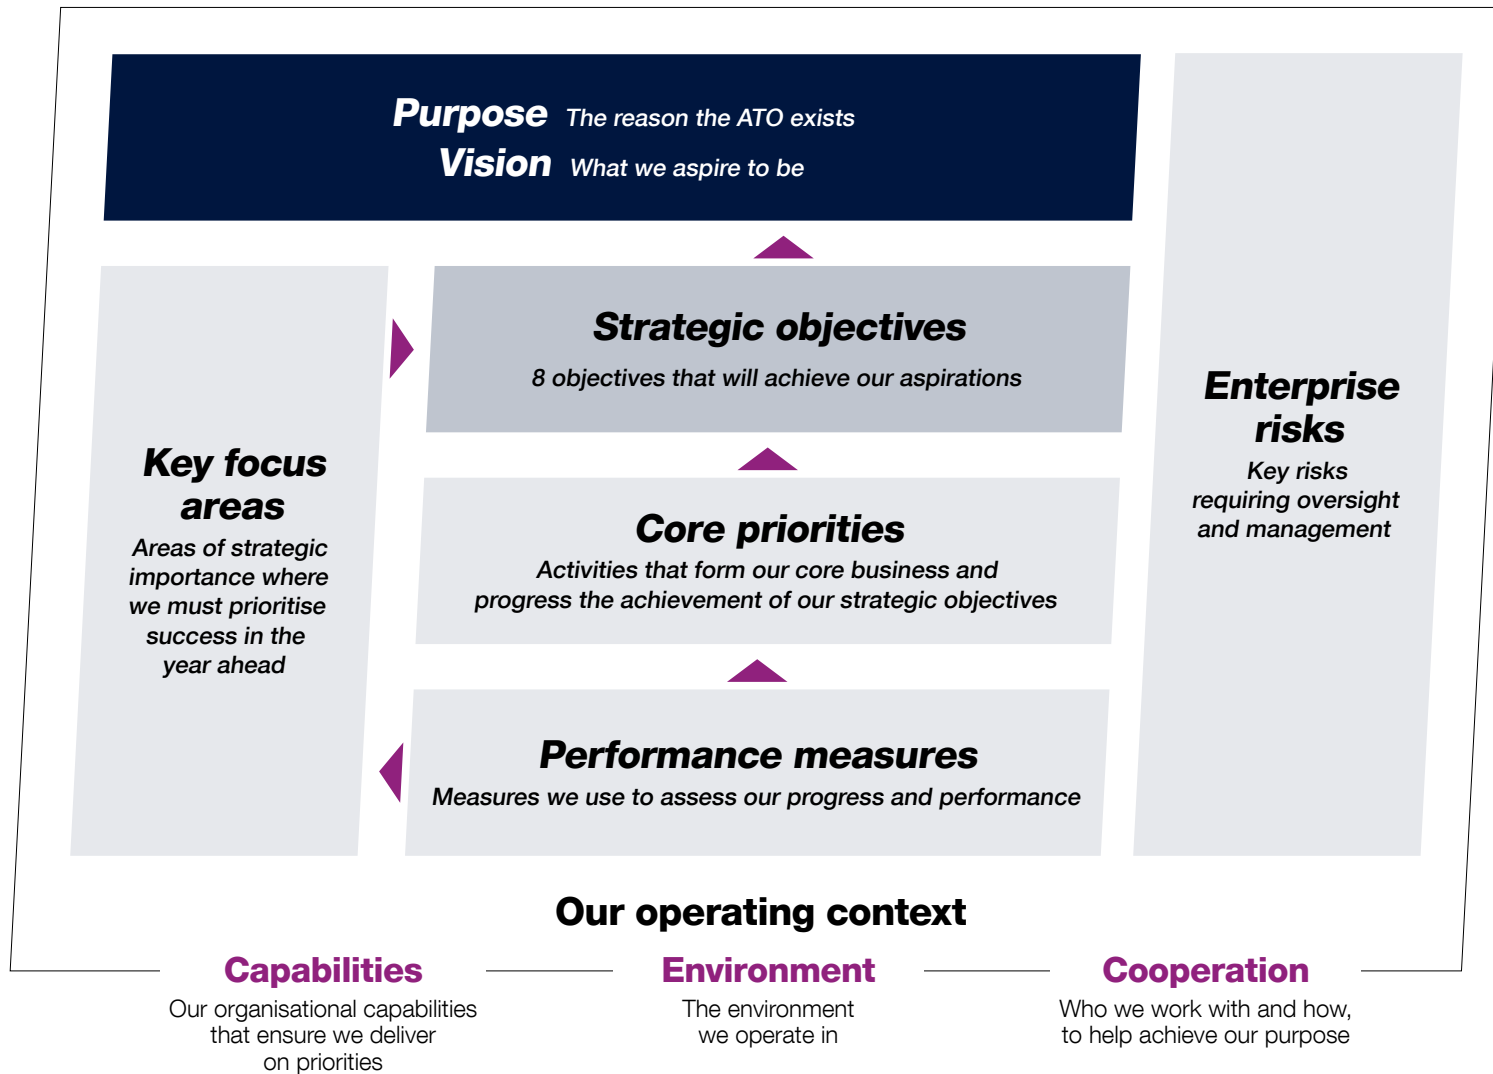 Purpose The reason the ATO exists
Vision What we aspire to be
Strategic objectives
8 objectives that will achieve our aspirations
Key focus
areas
Areas of strategic
importance where
we must prioritise
success in the
year ahead
Core priorities
Activities that form our core business and
progress the achievement of our strategic objectives
Performance measures
Measures we use to assess our progress and performance
Enterprise
risks
Key risks
requiring oversight
and management
Our operating context
Capabilities
Our organisational capabilities
that ensure we deliver
on priorities
Environment
The environment
we operate in
Cooperation
Who we work with and how,
to help achieve our purpose